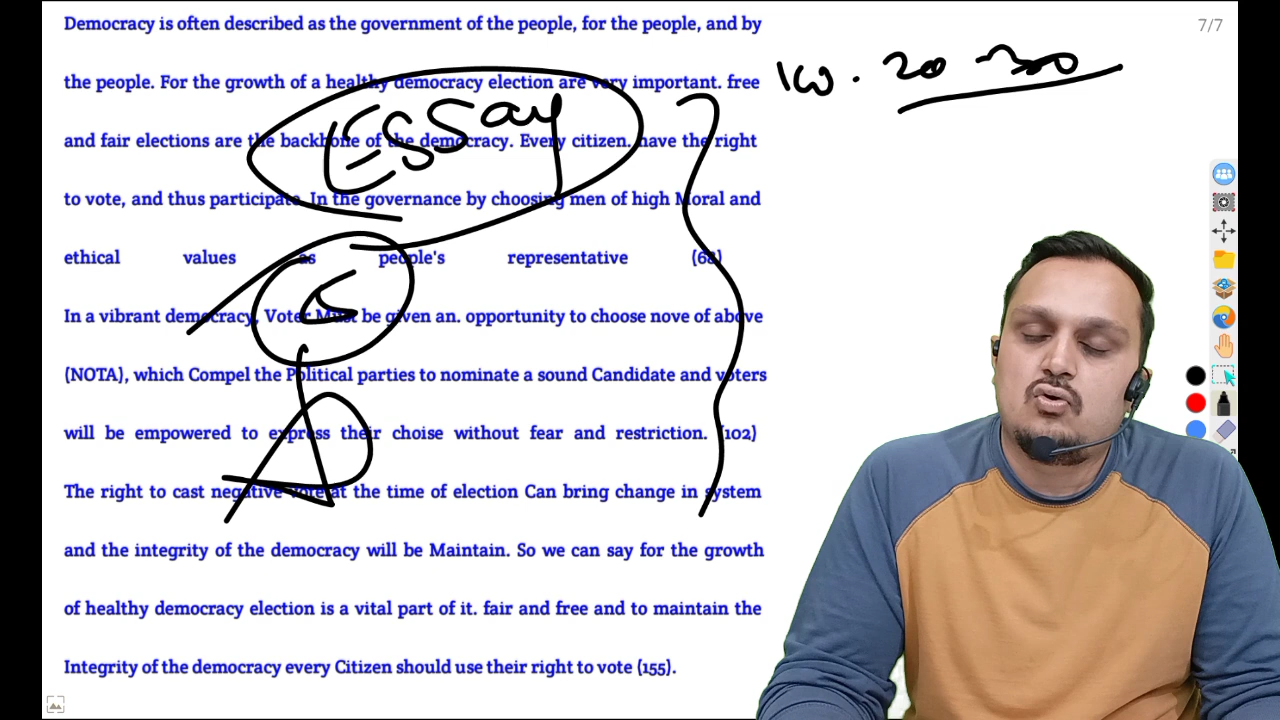 7/7
Democracy is often described as the government of the people, for the people, and by
the people. For the growth of a healthy democracy election are very important. free
and fair elections are the backbone of the democracy. Every citizen. have the right
to vote, and thus participate. In the governance by choosing men of high Moral and
ethical values as people's representative (68)
In a vibrant democracy, Voter Must be given an. opportunity to choose nove of above
(NOTA), which Compel the Political parties to nominate a sound Candidate and voters
will be empowered to express their choise without fear and restriction. (102)
The right to cast negative vote at the time of election Can bring change in system
and the integrity of the democracy will be Maintain. So we can say for the growth
of healthy democracy election is a vital part of it. fair and free and to maintain the
Integrity of the democracy every Citizen should use their right to vote (155).
ESSay